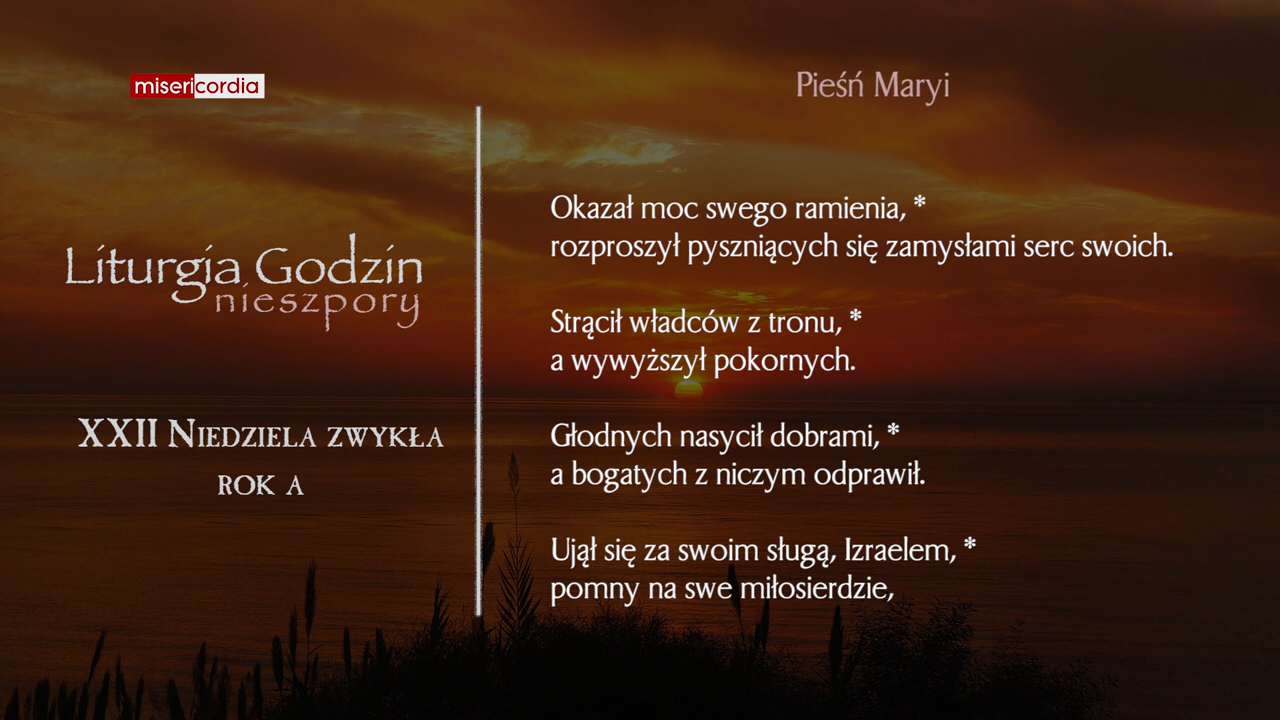 misericordia
Liturgia Godzin
nieszpory
XXII Niedziela zwykła
rok a
Pieśń Maryi
Okazał moc swego ramienia, *
rozproszył pyszniących się zamysłami serc swoich.
Strącił władców z tronu, *
a wywyższył pokornych.
Głodnych nasycił dobrami, *
a bogatych z niczym odprawił.
Ujął się za swoim sługą, Izraelem, *
pomny na swe miłosierdzie,